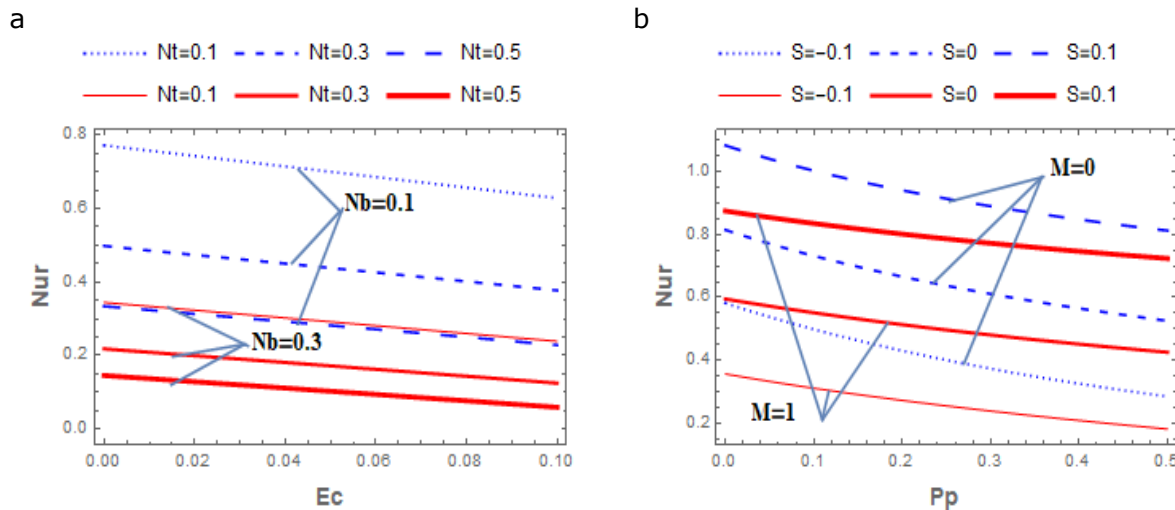 a
Nt=0.1 Nt=0.3 Nt=0.5
Nt=0.1 Nt=0.3 Nt=0.5
0.8
0.6
0.4
0.2
0.0
Nur
Nb=0.1
Nb=0.3
0.00 0.02 0.04 0.06 0.08 0.10
Ec
b
S=−0.1 S=0 S=0.1
S=−0.1 S=0 S=0.1
1.0
0.8
0.6
0.4
0.2
Nur
M=0
M=1
0.0 0.1 0.2 0.3 0.4 0.5
Pp